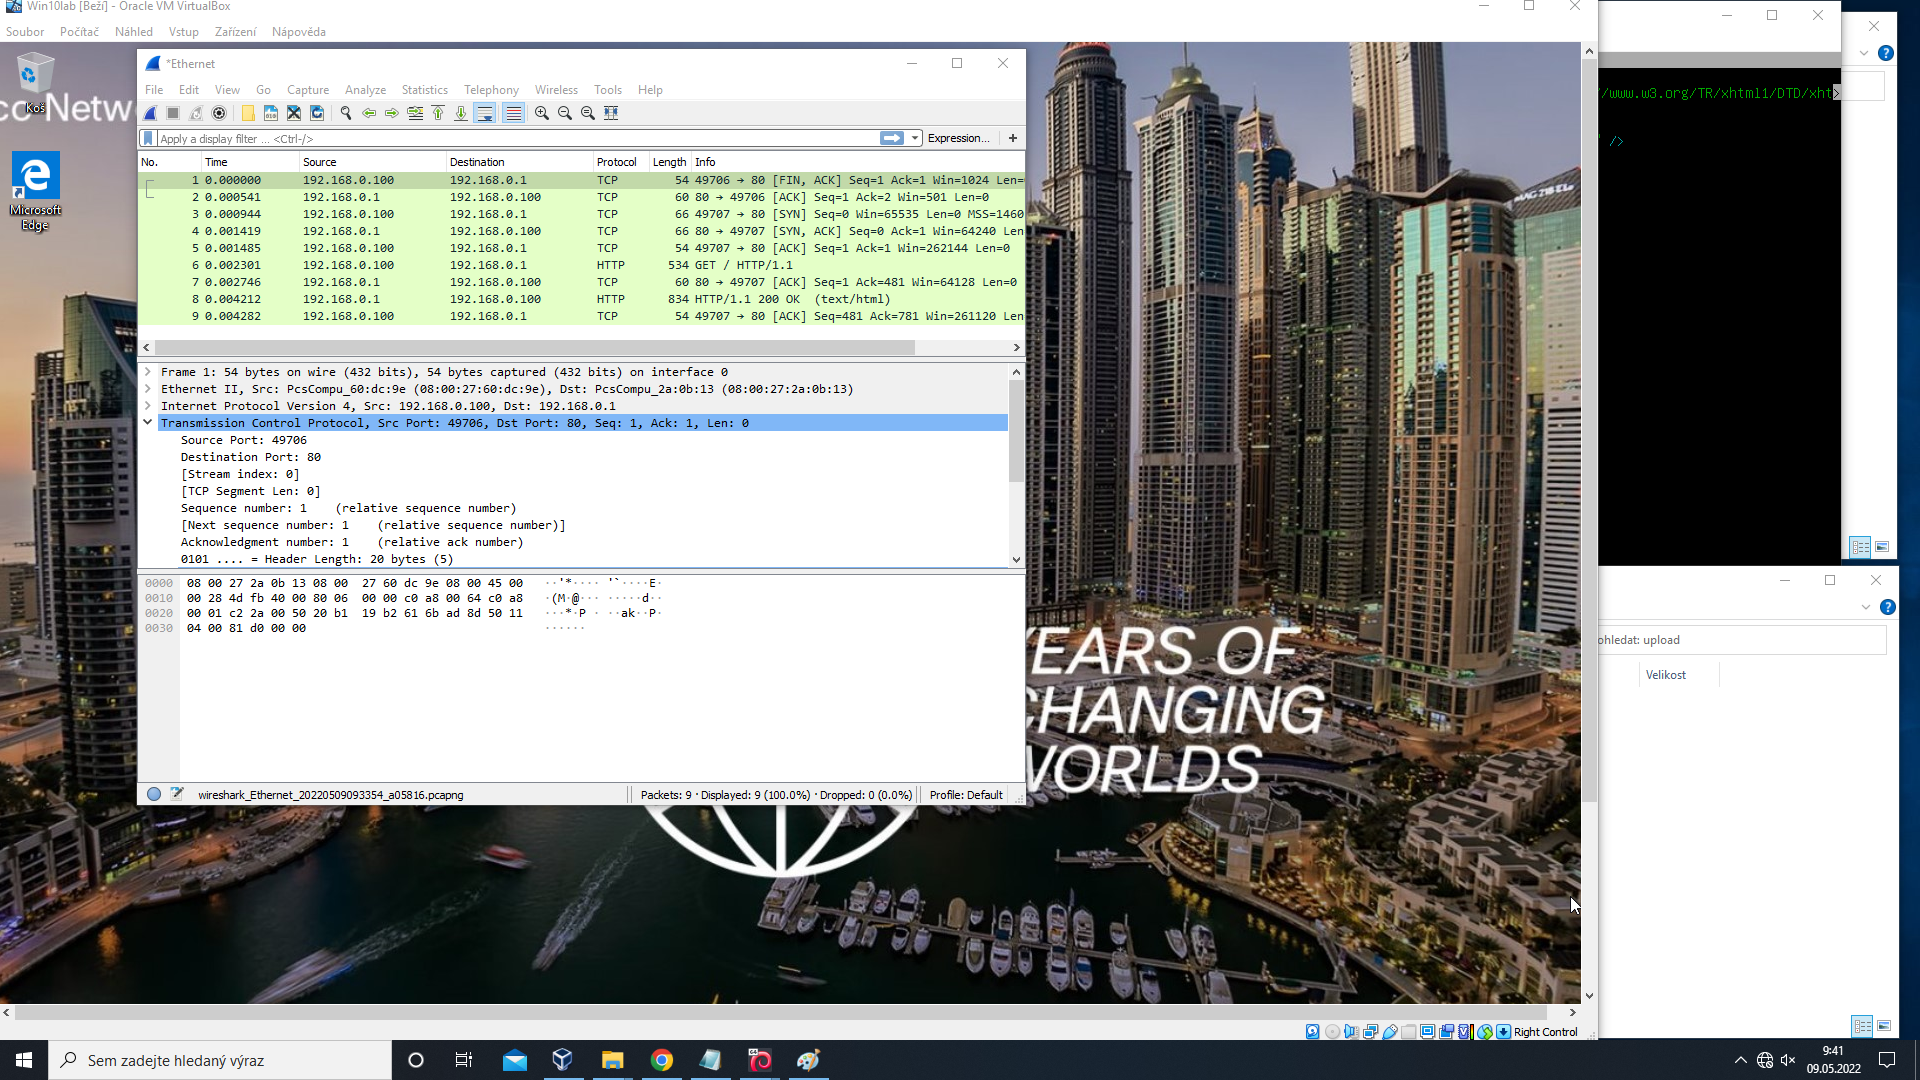 Win10lab [Beží] - Oracle VM VirtualBox
Soubor Počítač Náhled Vstup Zařízení Nápověda
cc Netwo
Koš
Microsoft
Edge
*Ethernet
File Edit View Go Capture Analyze Statistics Telephony Wireless Tools Help
Apply a display filter ... <Ctrl-/>
Expression...
+
No. Time Source Destination Protocol Length Info
1 0.000000 192.168.0.100 192.168.0.1 TCP 54 49706 → 80 [FIN, ACK] Seq=1 Ack=1 Win=1024 Len=
2 0.000541 192.168.0.1 192.168.0.100 TCP 60 80 → 49706 [ACK] Seq=1 Ack=2 Win=501 Len=0
3 0.000944 192.168.0.100 192.168.0.1 TCP 66 49707 → 80 [SYN] Seq=0 Win=65535 Len=0 MSS=1460
4 0.001419 192.168.0.1 192.168.0.100 TCP 66 80 → 49707 [SYN, ACK] Seq=0 Ack=1 Win=64240 Len
5 0.001485 192.168.0.100 192.168.0.1 TCP 54 49707 → 80 [ACK] Seq=1 Ack=1 Win=262144 Len=0
6 0.002301 192.168.0.100 192.168.0.1 HTTP 534 GET / HTTP/1.1
7 0.002746 192.168.0.1 192.168.0.100 TCP 60 80 → 49707 [ACK] Seq=1 Ack=481 Win=64128 Len=0
8 0.004212 192.168.0.1 192.168.0.100 HTTP 834 HTTP/1.1 200 OK (text/html)
9 0.004282 192.168.0.100 192.168.0.1 TCP 54 49707 → 80 [ACK] Seq=481 Ack=781 Win=261120 Len
Frame 1: 54 bytes on wire (432 bits), 54 bytes captured (432 bits) on interface 0
Ethernet II, Src: PcsCompu_60:dc:9e (08:00:27:60:dc:9e), Dst: PcsCompu_2a:0b:13 (08:00:27:2a:0b:13)
Internet Protocol Version 4, Src: 192.168.0.100, Dst: 192.168.0.1
Transmission Control Protocol, Src Port: 49706, Dst Port: 80, Seq: 1, Ack: 1, Len: 0
Source Port: 49706
Destination Port: 80
[Stream index: 0]
[TCP Segment Len: 0]
Sequence number: 1 (relative sequence number)
[Next sequence number: 1 (relative sequence number)]
Acknowledgment number: 1 (relative ack number)
0101 .... = Header Length: 20 bytes (5)
0000 08 00 27 2a 0b 13 08 00 27 60 dc 9e 08 00 45 00 ··'*···· '`····E·
0010 00 28 4d fb 40 00 80 06 00 00 c0 a8 00 64 c0 a8 ·(M·@··· ·····d··
0020 00 01 c2 2a 00 50 20 b1 19 b2 61 6b ad 8d 50 11 ···*·P · ··ak··P·
0030 04 00 81 d0 00 00 ······
wireshark_Ethernet_20220509093354_a05816.pcapng
Packets: 9 · Displayed: 9 (100.0%) · Dropped: 0 (0.0%)
Profile: Default
YEARS OF
CHANGING
WORLDS
//www.w3.org/TR/xhtml1/DTD/xht>
" />
ohledat: upload
Velikost
Right Control
Sem zadejte hledaný výraz
64
9:41
09.05.2022